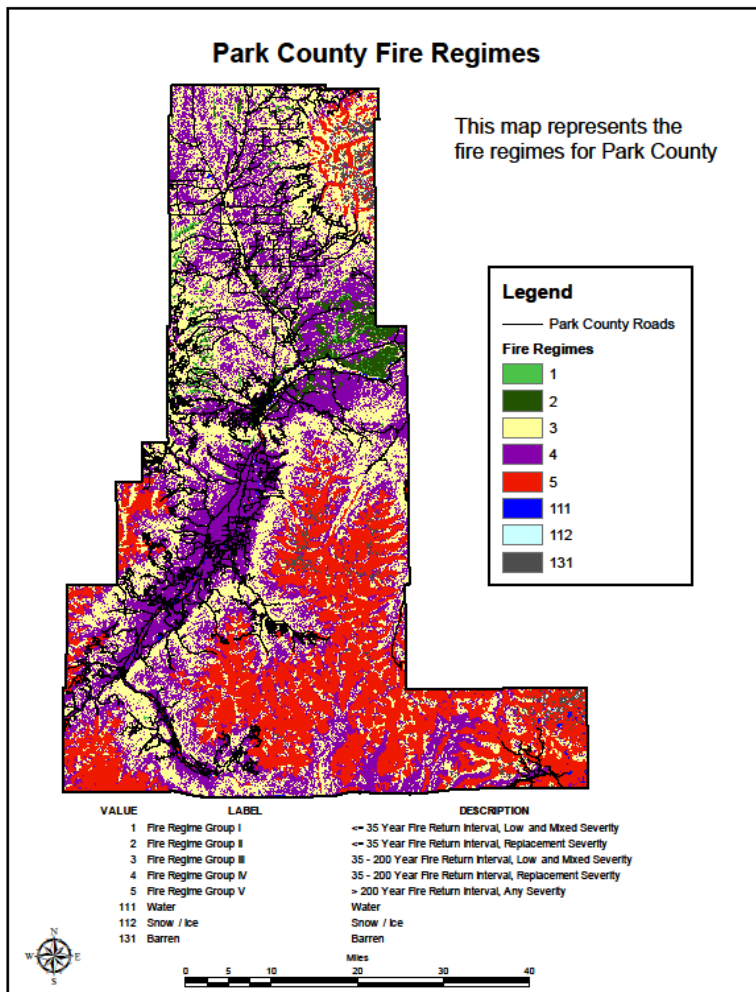 Park County Fire Regimes
This map represents the
fire regimes for Park County
Legend
Park County Roads
Fire Regimes
1
2
3
4
5
111
112
131
VALUE LABEL DESCRIPTION
1 Fire Regime Group I <= 35 Year Fire Return Interval, Low and Mixed Severity
2 Fire Regime Group II <= 35 Year Fire Return Interval, Replacement Severity
3 Fire Regime Group III 35 - 200 Year Fire Return Interval, Low and Mixed Severity
4 Fire Regime Group IV 35 - 200 Year Fire Return Interval, Replacement Severity
5 Fire Regime Group V > 200 Year Fire Return Interval, Any Severity
111 Water Water
112 Snow / Ice Snow / Ice
131 Barren Barren
N
W E
S
Miles
0 5 10 20 30 40